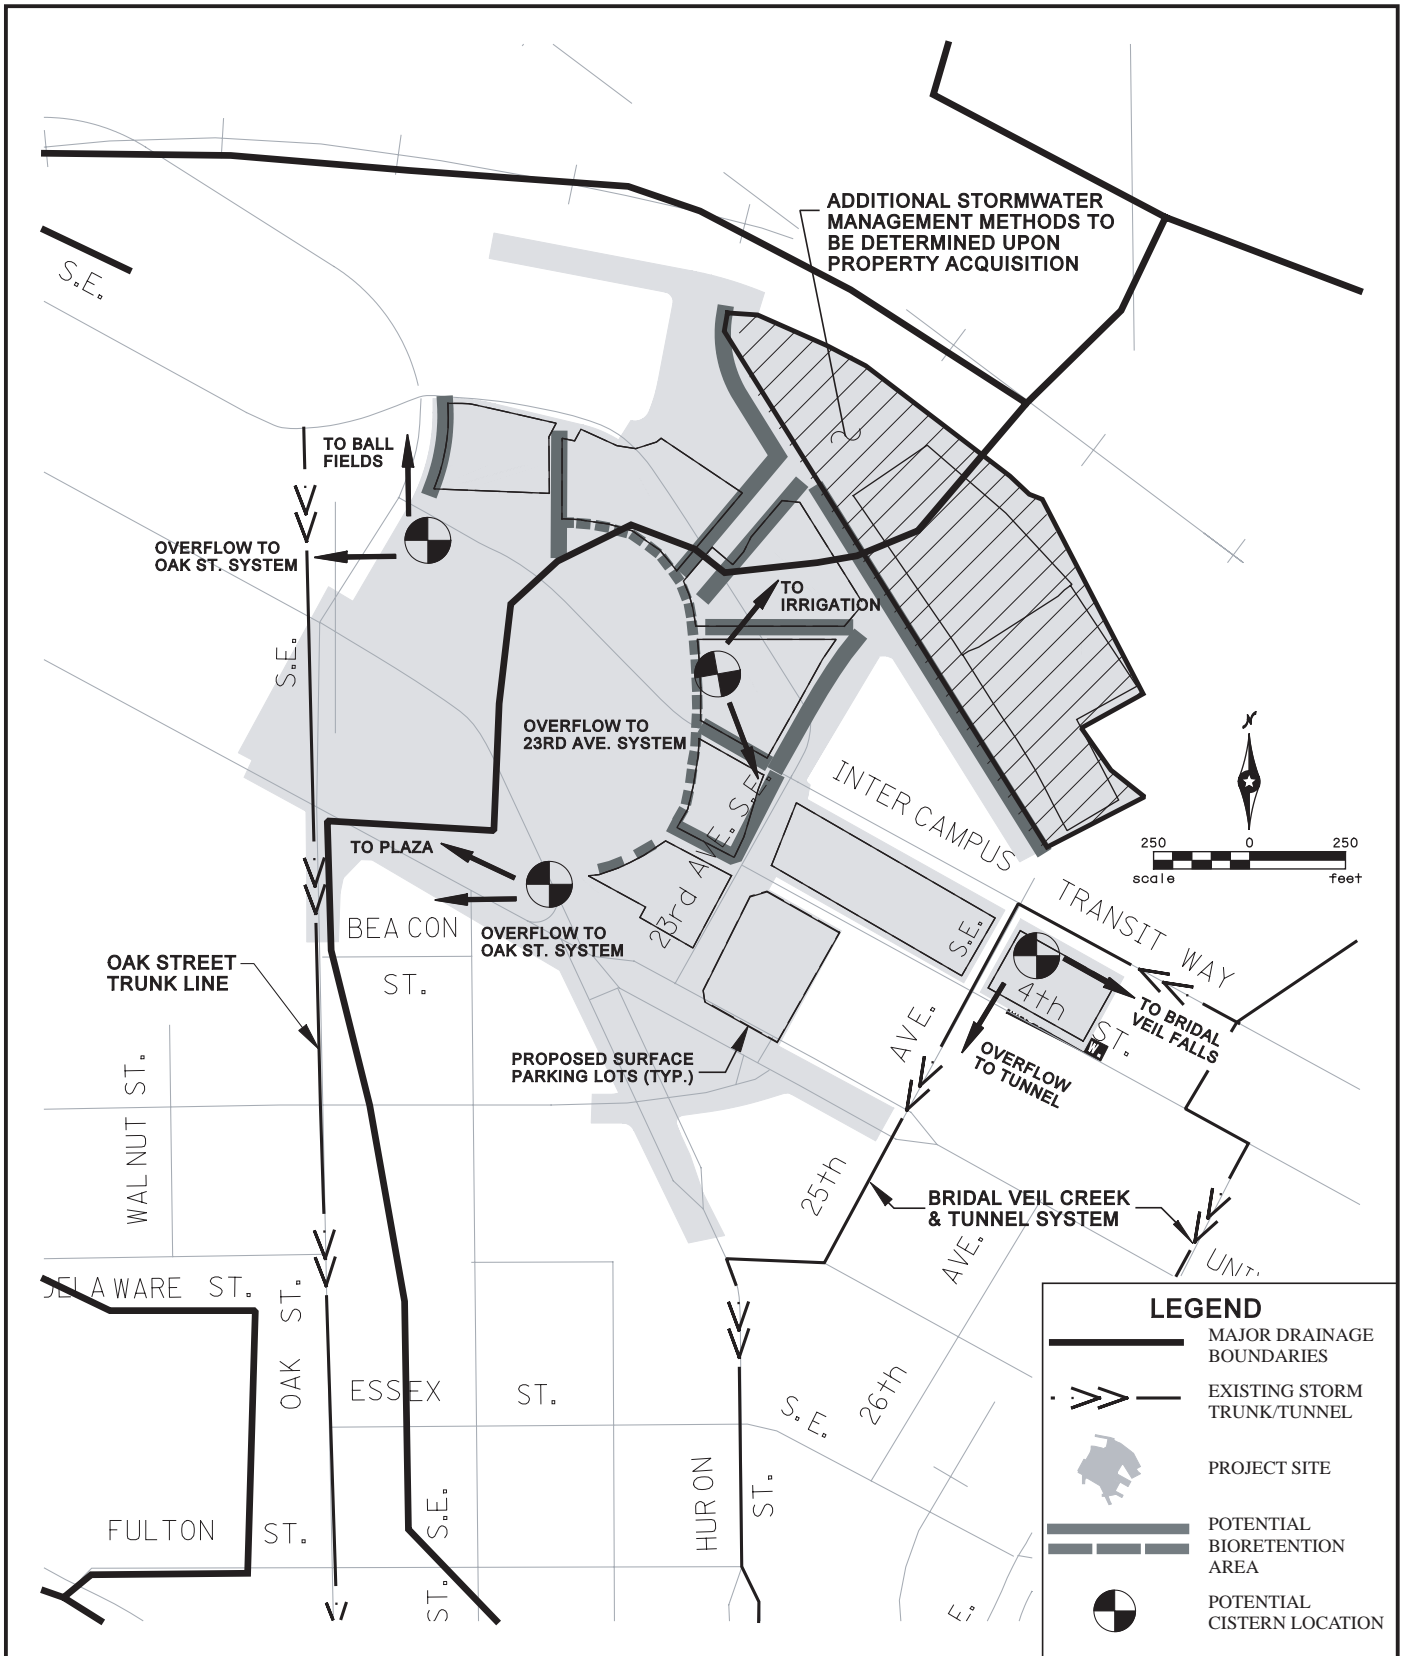 ADDITIONAL STORMWATER
MANAGEMENT METHODS TO
BE DETERMINED UPON
PROPERTY ACQUISITION
S.E.
TO BALL
FIELDS
OVERFLOW TO
OAK ST. SYSTEM
TO
IRRIGATION
S.E.
OVERFLOW TO
23RD AVE. SYSTEM
N
250 0 250
scale feet
INTER CAMPUS TRANSIT WAY
23rd AVE. S.E.
TO PLAZA
BEACON
ST.
OVERFLOW TO
OAK ST. SYSTEM
OAK STREET
TRUNK LINE
S.E.
4th
ST.
TO BRIDAL
VEIL FALLS
OVERFLOW
TO TUNNEL
AVE.
PROPOSED SURFACE
PARKING LOTS (TYP.)
WALNUT ST.
25th
BRIDAL VEIL CREEK
& TUNNEL SYSTEM
AVE.
DELAWARE ST.
OAK ST.
ESSEX ST.
S.E.
26th
HURON
ST.
FULTON ST.
S.E.
ST.
E.
LEGEND
MAJOR DRAINAGE
BOUNDARIES
EXISTING STORM
TRUNK/TUNNEL
PROJECT SITE
POTENTIAL
BIORETENTION
AREA
POTENTIAL
CISTERN LOCATION